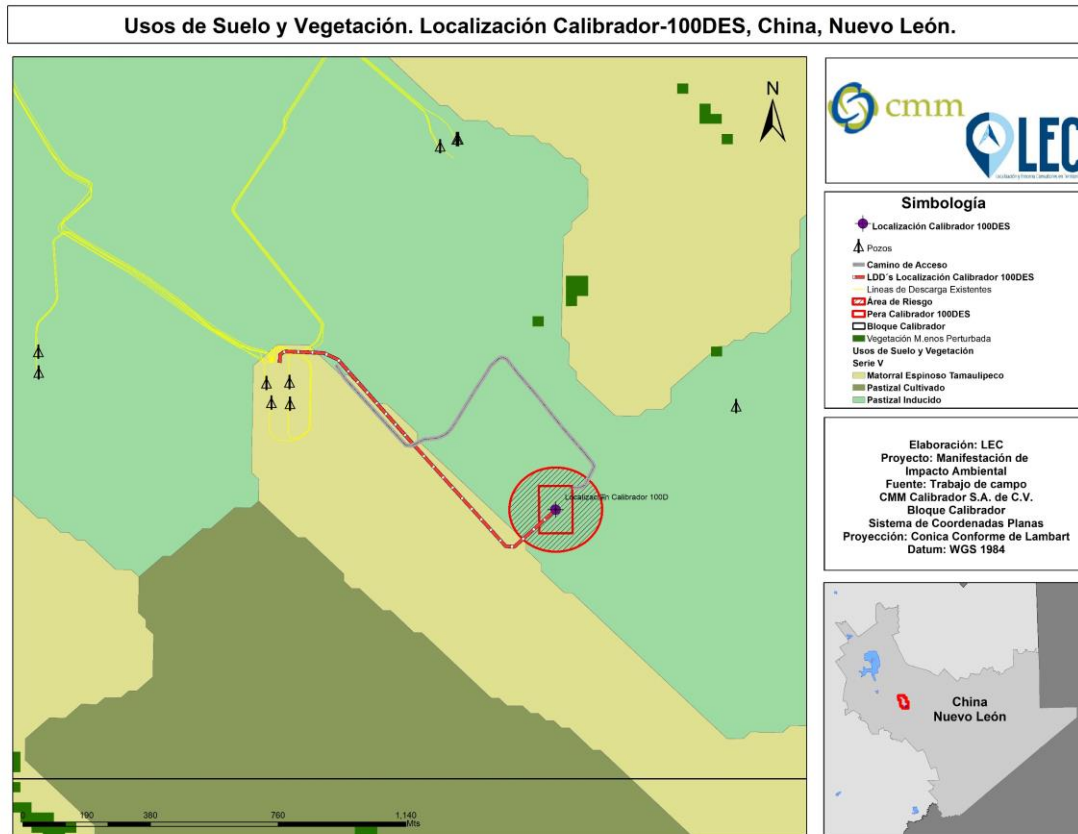 Usos de Suelo y Vegetación. Localización Calibrador-100DES, China, Nuevo León.
N
cmm
LEC
Simbología
Localización Calibrador 100DES
Pozos
Camino de Acceso
LDD´s Localización Calibrador 100DES
Lineas de Descarga Existentes
Área de Riesgo
Pera Calibrador 100DES
Bloque Calibrador
Vegetación M.enos Perturbada
Usos de Suelo y Vegetación
Serie V
Matorral Espinoso Tamaulipeco
Pastizal Cultivado
Pastizal Inducido
Localización Calibrador 100D
Elaboración: LEC
Proyecto: Manifestación de
Impacto Ambiental
Fuente: Trabajo de campo
CMM Calibrador S.A. de C.V.
Bloque Calibrador
Sistema de Coordenadas Planas
Proyección: Conica Conforme de Lambart
Datum: WGS 1984
China
Nuevo León
0 190 380 760 1,140
Mts